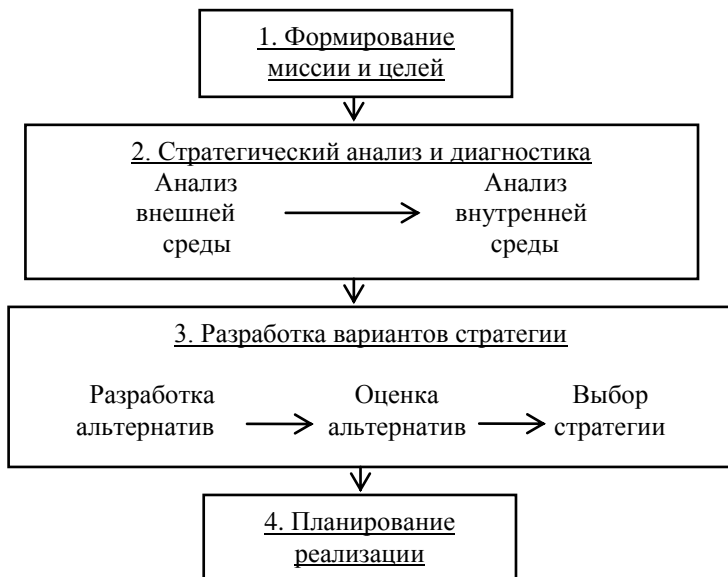 1. Формирование
миссии и целей
2. Стратегический анализ и диагностика
Анализ
внешней
среды
Анализ
внутренней
среды
3. Разработка вариантов стратегии
Разработка
альтернатив
Оценка
альтернатив
Выбор
стратегии
4. Планирование
реализации